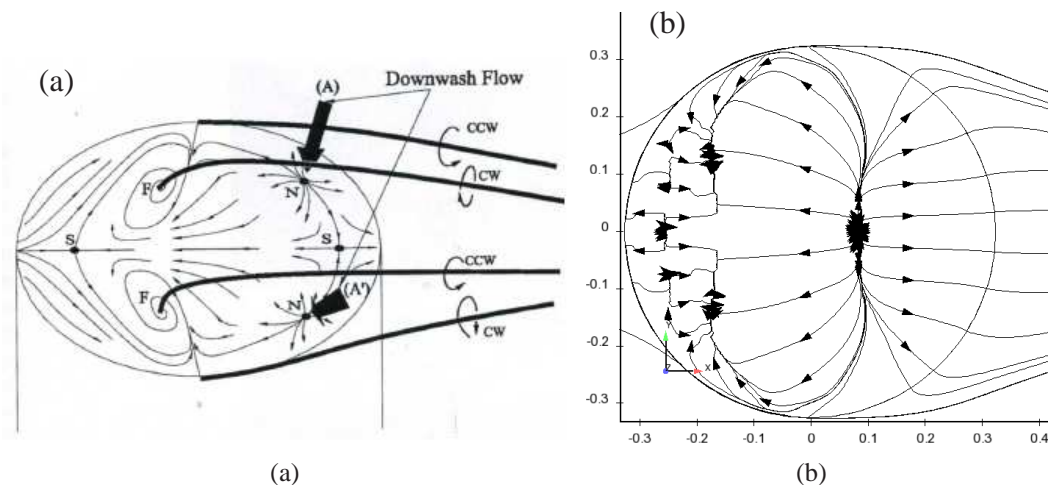 (a)
Downwash Flow
(A)
CCW
CW
F
N
S
S
CCW
F
N
(A')
CW
(a)
(b)
0.3
0.2
0.1
0
-0.1
-0.2
-0.3
Y
Z
X
-0.3
-0.2
-0.1
0
0.1
0.2
0.3
0.4
(b)